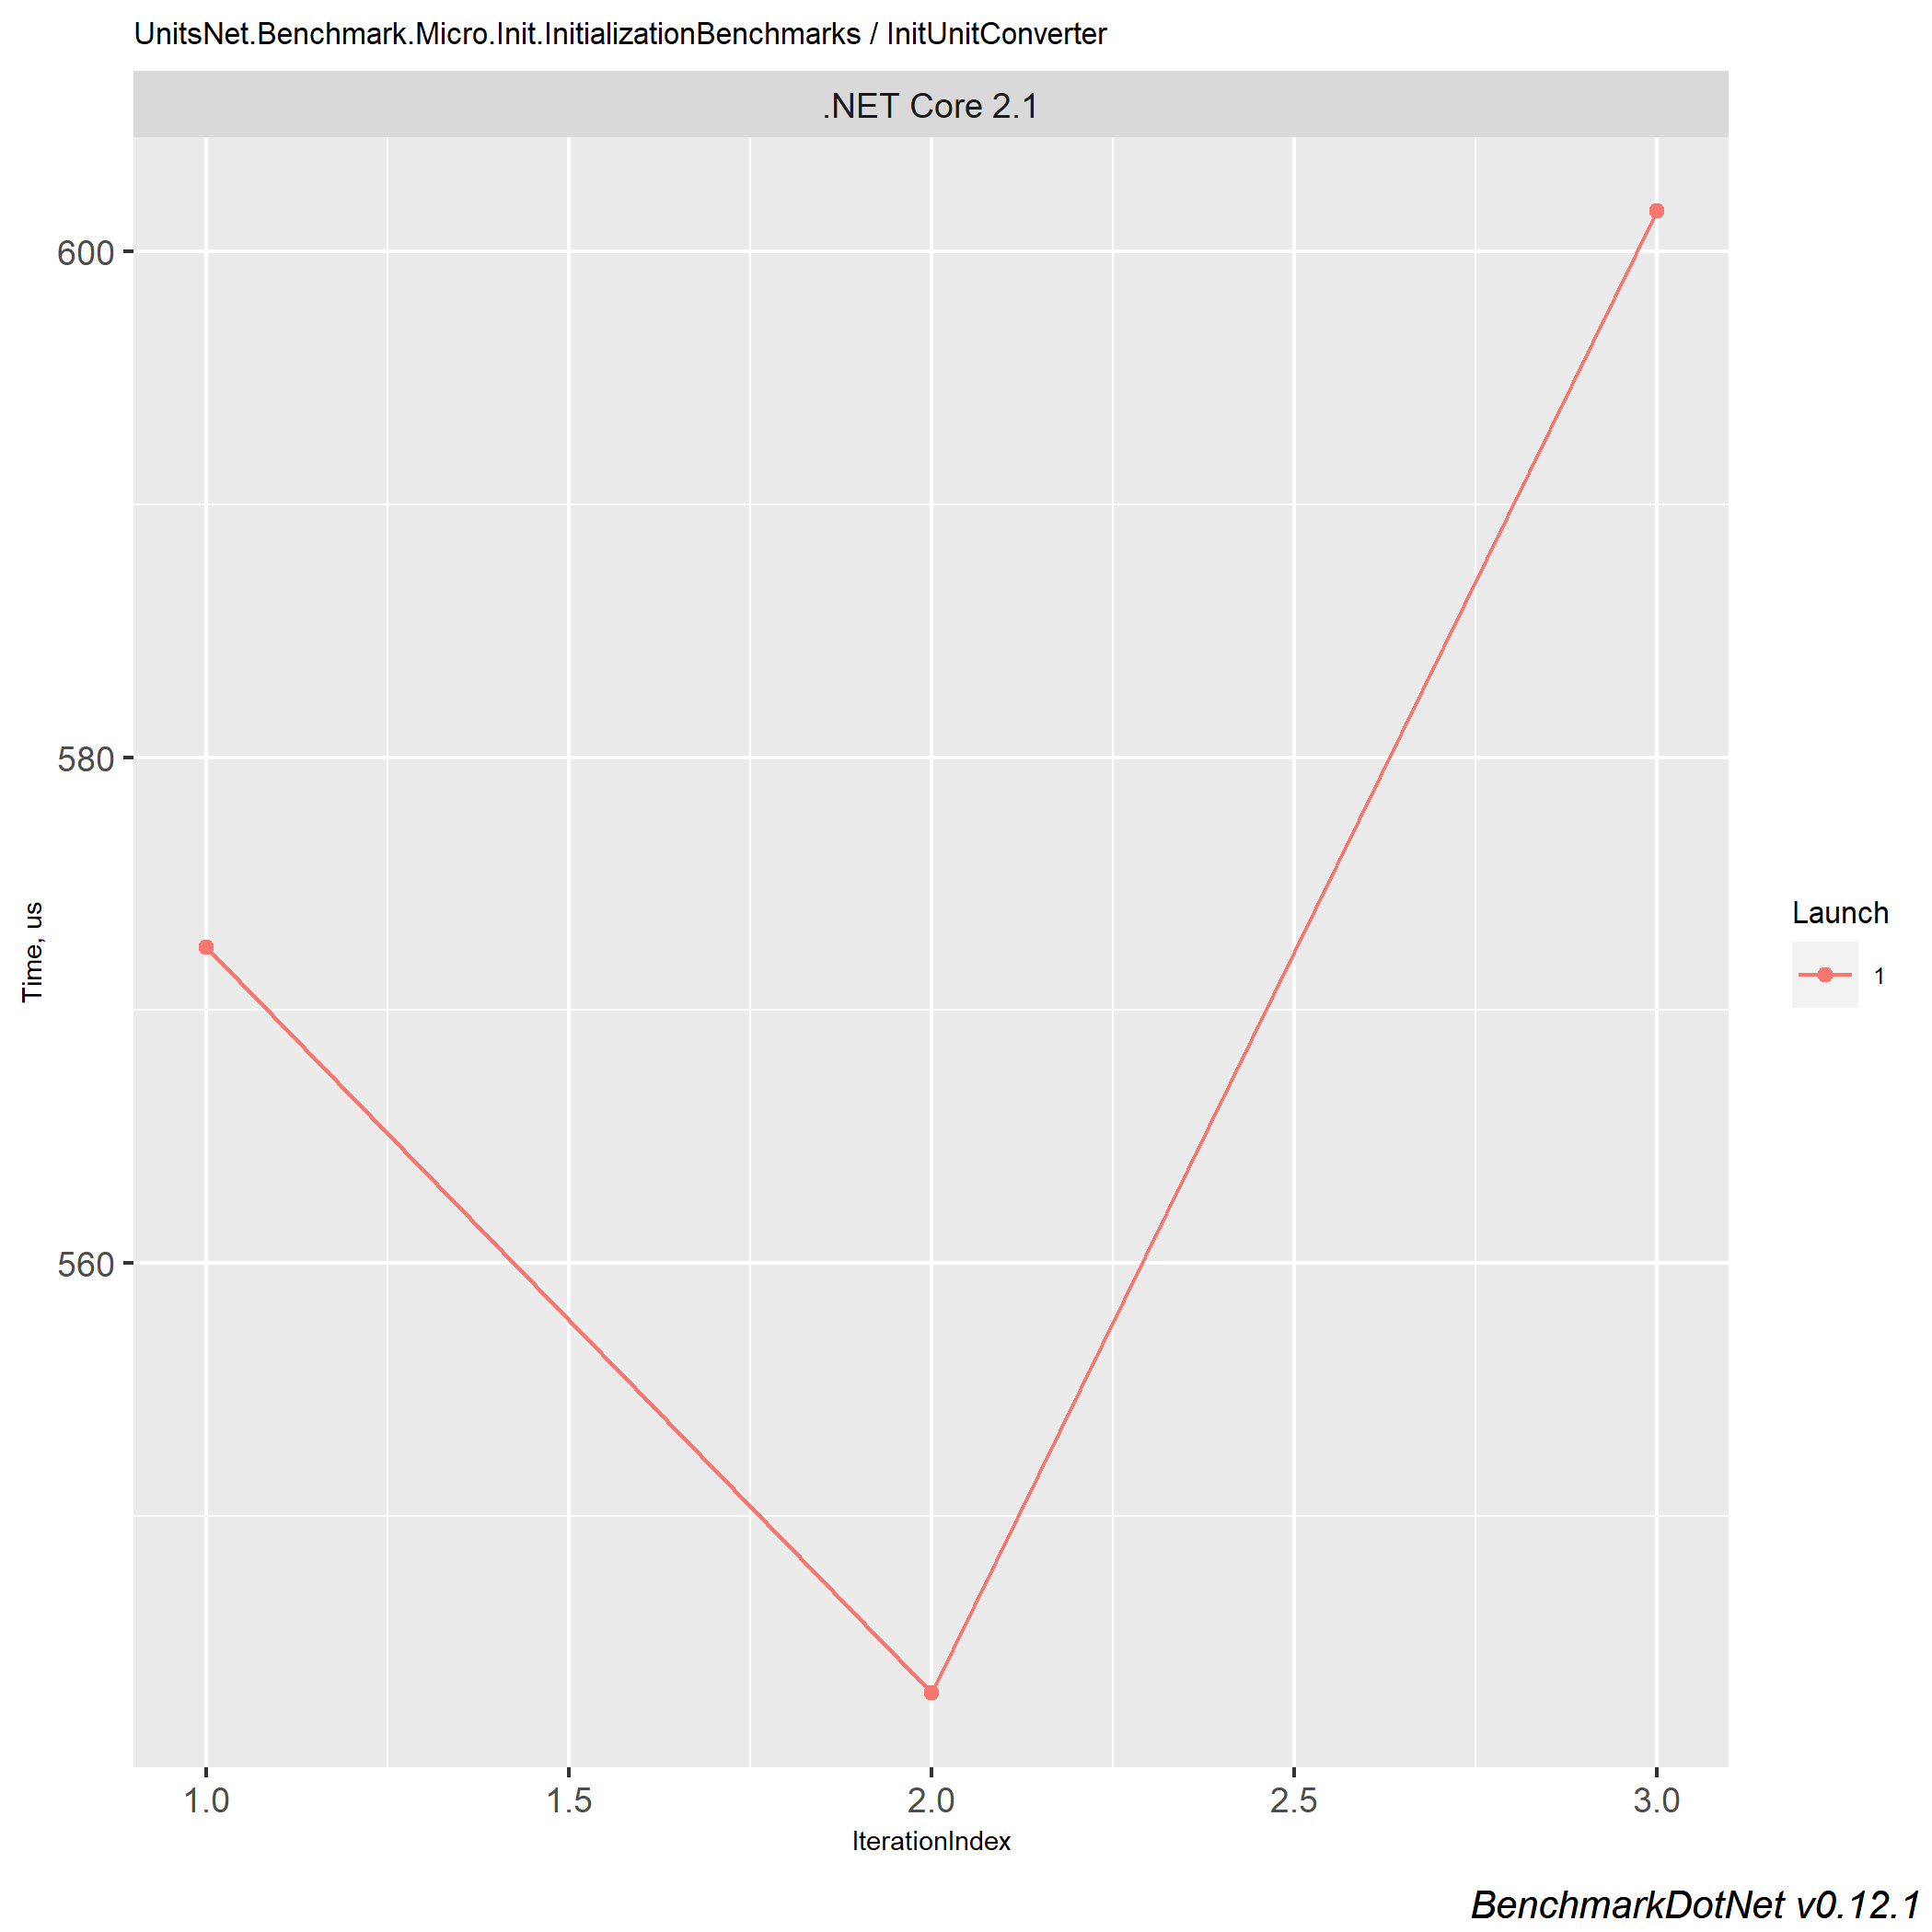 UnitsNet.Benchmark.Micro.Init.InitializationBenchmarks / InitUnitConverter
.NET Core 2.1
600
580
560
Time, us
1.0 1.5 2.0 2.5 3.0
IterationIndex
Launch
1
BenchmarkDotNet v0.12.1